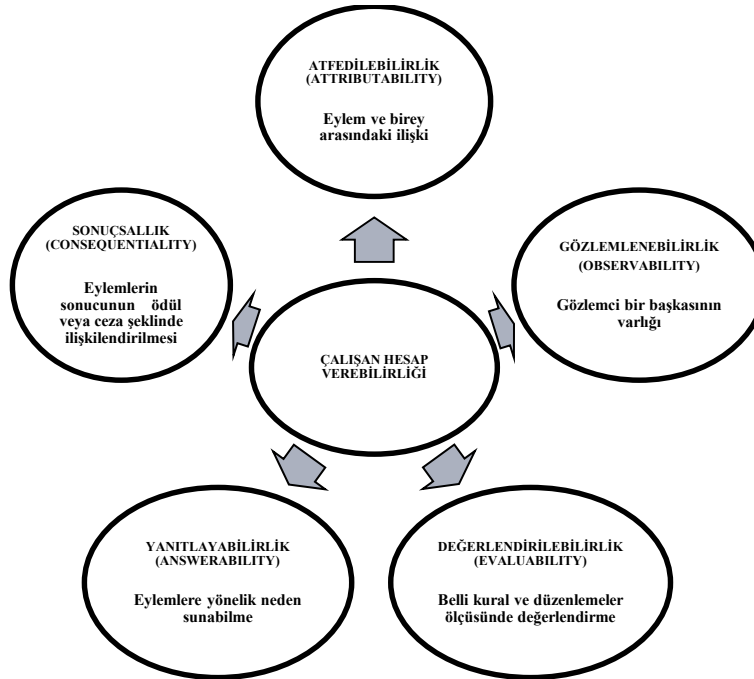 ATFEDİLEBİLİRLİK
(ATTRIBUTABILITY)
Eylem ve birey
arasındaki ilişki
SONUÇSALLIK
(CONSEQUENTIALITY)
Eylemlerin
sonucunun ödül
veya ceza şeklinde
ilişkilendirilmesi
GÖZLEMLENEBİLİRLİK
(OBSERVABILITY)
Gözlemci bir başkasının
varlığı
ÇALIŞAN HESAP
VEREBİLİRLİĞİ
YANITLAYABİLİRLİK
(ANSWERABILITY)
Eylemlere yönelik neden
sunabilme
DEĞERLENDİRİLEBİLİRLİK
(EVALUABILITY)
Belli kural ve düzenlemeler
ölçüsünde değerlendirme